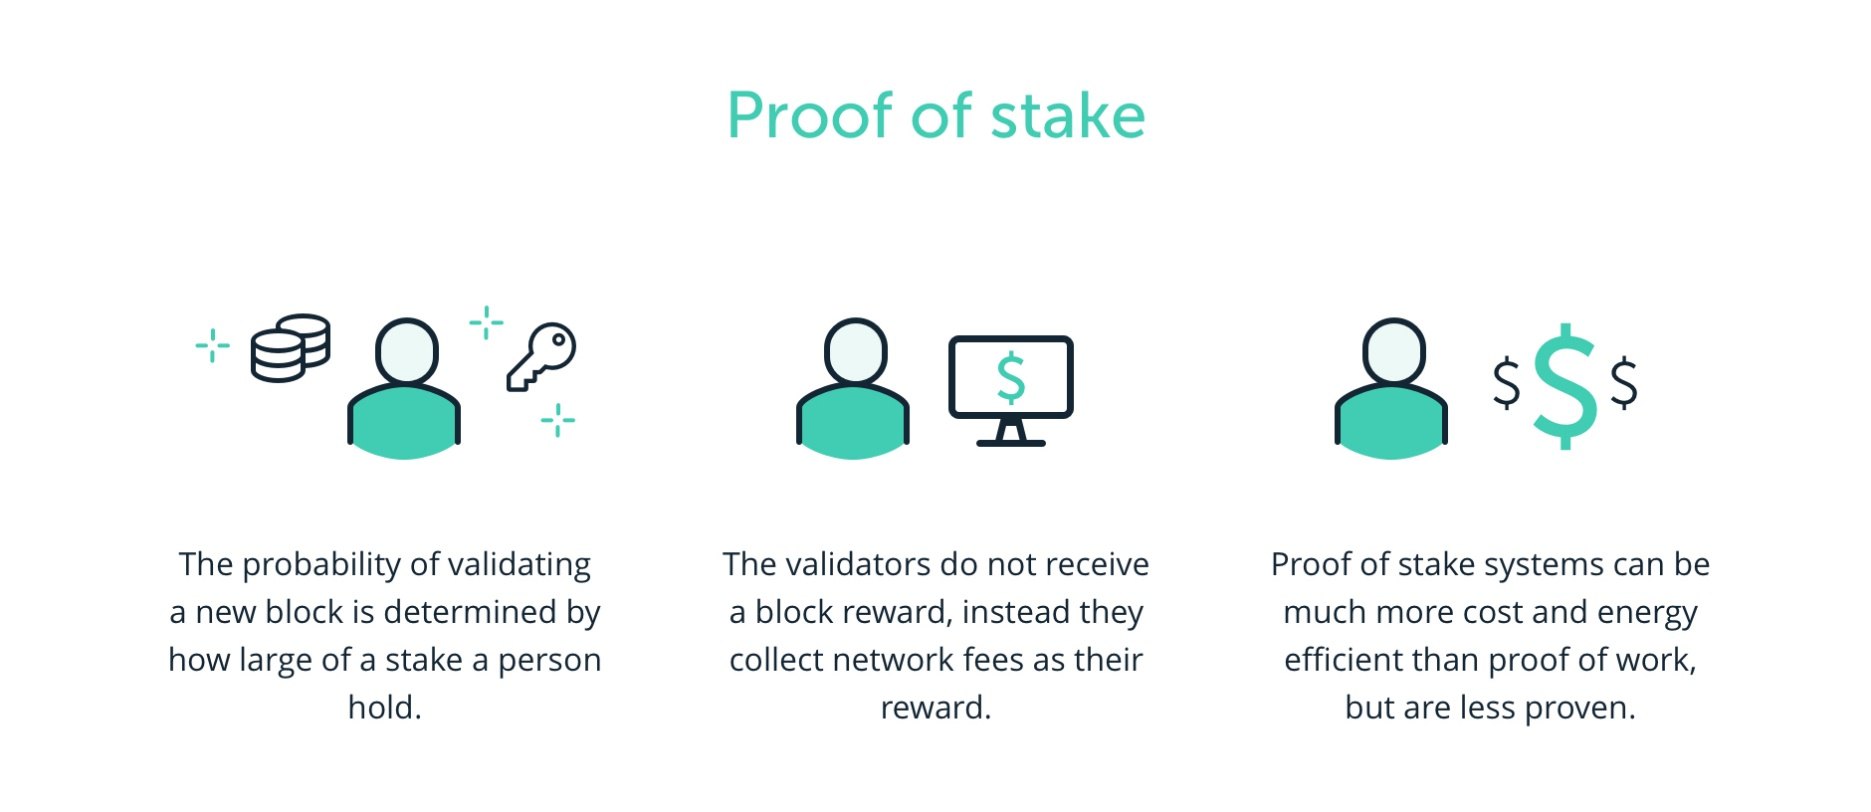 Proof of stake
The probability of validating
a new block is determined by
how large of a stake a person
hold.
The validators do not receive
a block reward, instead they
collect network fees as their
reward.
Proof of stake systems can be
much more cost and energy
efficient than proof of work,
but are less proven.